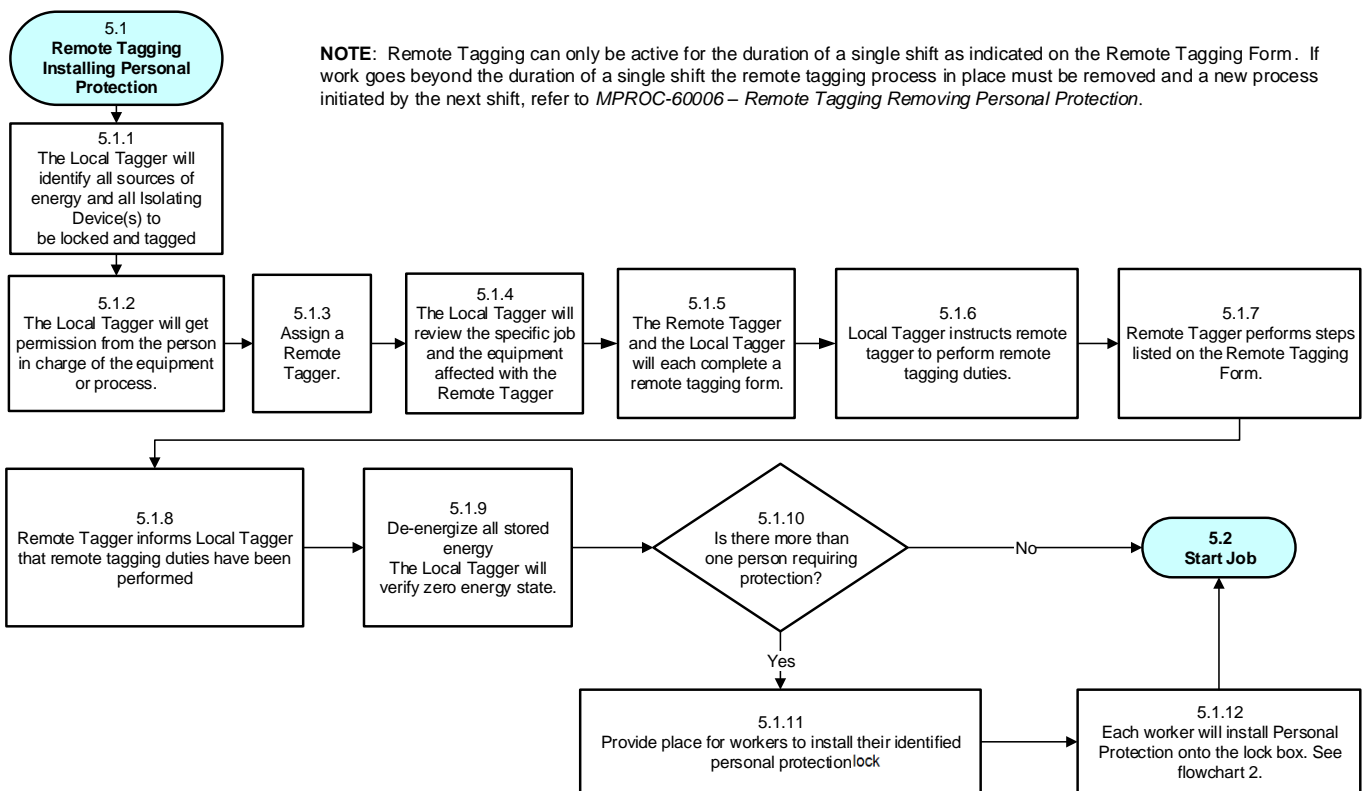 5.1
Remote Tagging
Installing Personal
Protection
NOTE: Remote Tagging can only be active for the duration of a single shift as indicated on the Remote Tagging Form. If
work goes beyond the duration of a single shift the remote tagging process in place must be removed and a new process
initiated by the next shift, refer to MPROC-60006 – Remote Tagging Removing Personal Protection.
5.1.1
The Local Tagger will
identify all sources of
energy and all Isolating
Device(s) to
be locked and tagged
5.1.2
The Local Tagger will get
permission from the person
in charge of the equipment
or process.
5.1.3
Assign a
Remote
Tagger.
5.1.4
The Local Tagger will
review the specific job
and the equipment
affected with the
Remote Tagger
5.1.5
The Remote Tagger
and the Local Tagger
will each complete a
remote tagging form.
5.1.6
Local Tagger instructs remote
tagger to perform remote
tagging duties.
5.1.7
Remote Tagger performs steps
listed on the Remote Tagging
Form.
5.1.8
Remote Tagger informs Local Tagger
that remote tagging duties have been
performed
5.1.9
De-energize all stored
energy
The Local Tagger will
verify zero energy state.
5.1.10
Is there more than
one person requiring
protection?
No
5.2
Start Job
Yes
5.1.11
Provide place for workers to install their identified
personal protection lock
5.1.12
Each worker will install Personal
Protection onto the lock box. See
flowchart 2.